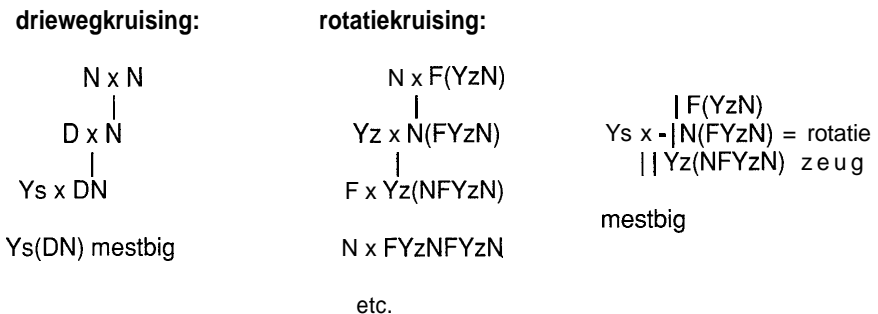 driewegkruising:
N x N
|
D x N
|
Ys x DN
Ys(DN) mestbig
rotatiekruising:
N x F(YzN)
|
Yz x N(FYzN)
|
F x Yz(NFYzN)
N x FYzNFYzN
etc.
| F(YzN)
Ys x - | N(FYzN) = rotatie
|| Yz(NFYzN) zeug
mestbig